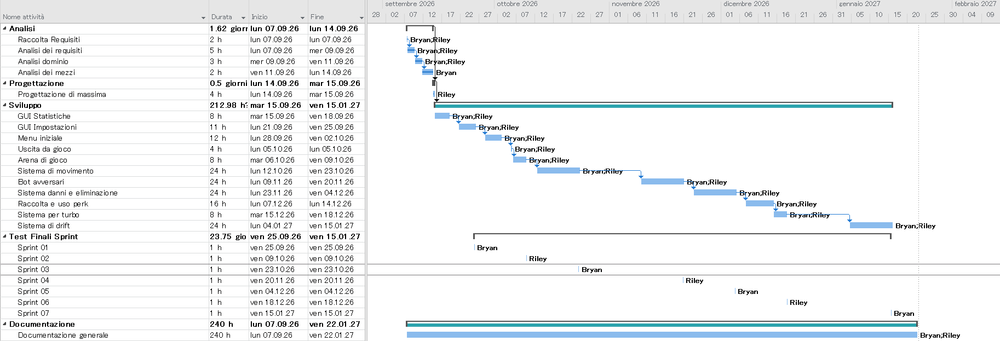 settembre 2026 ottobre 2026 novembre 2026 dicembre 2026 gennaio 2027 febbraio 2027
Nome attività Durata Inizio Fine 28 02 07 12 17 22 27 02 07 12 17 22 27 01 06 11 16 21 26 01 06 11 16 21 26 31 05 10 15 20 25 30 04 09
Analisi 1.62 giorr lun 07.09.26 lun 14.09.26
Raccolta Requisiti 2 h lun 07.09.26 lun 07.09.26 Bryan;Riley
Analisi dei requisiti 5 h lun 07.09.26 mer 09.09.26 Bryan;Riley
Analisi dominio 3 h mer 09.09.26 ven 11.09.26 Bryan;Riley
Analisi dei mezzi 2 h ven 11.09.26 lun 14.09.26 Bryan
Progettazione 0.5 giorni lun 14.09.26 mar 15.09.26
Progettazione di massima 4 h lun 14.09.26 mar 15.09.26 Riley
Sviluppo 212.98 h? mar 15.09.26 ven 15.01.27
GUI Statistiche 8 h mar 15.09.26 ven 18.09.26 Bryan;Riley
GUI Impostazioni 11 h lun 21.09.26 ven 25.09.26 Bryan;Riley
Menu iniziale 12 h lun 28.09.26 ven 02.10.26 Bryan;Riley
Uscita da gioco 4 h lun 05.10.26 lun 05.10.26 Bryan;Riley
Arena di gioco 8 h mar 06.10.26 ven 09.10.26 Bryan;Riley
Sistema di movimento 24 h lun 12.10.26 ven 23.10.26 Bryan;Riley
Bot avversari 24 h lun 09.11.26 ven 20.11.26 Bryan;Riley
Sistema danni e eliminazione 24 h lun 23.11.26 ven 04.12.26 Bryan;Riley
Raccolta e uso perk 16 h lun 07.12.26 lun 14.12.26 Bryan;Riley
Sistema per turbo 8 h mar 15.12.26 ven 18.12.26 Bryan;Riley
Sistema di drift 24 h lun 04.01.27 ven 15.01.27 Bryan;Riley
Test Finali Sprint 23.75 gio ven 25.09.26 ven 15.01.27
Sprint 01 1 h ven 25.09.26 ven 25.09.26 Bryan
Sprint 02 1 h ven 09.10.26 ven 09.10.26 Riley
Sprint 03 1 h ven 23.10.26 ven 23.10.26 Bryan
Sprint 04 1 h ven 20.11.26 ven 20.11.26 Riley
Sprint 05 1 h ven 04.12.26 ven 04.12.26 Bryan
Sprint 06 1 h ven 18.12.26 ven 18.12.26 Riley
Sprint 07 1 h ven 15.01.27 ven 15.01.27 Bryan
Documentazione 240 h lun 07.09.26 ven 22.01.27
Documentazione generale 240 h lun 07.09.26 ven 22.01.27 Bryan;Riley